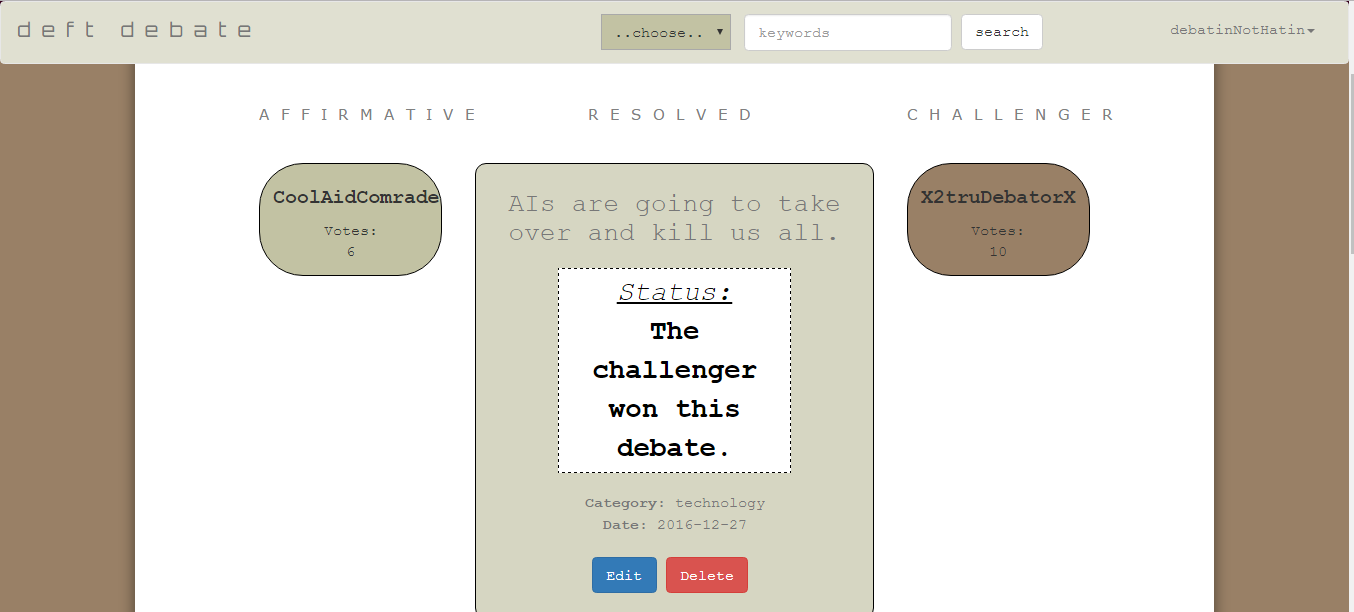 deft debate
..choose..
keywords
search
debatinNotHatin
AFFIRMATIVE
RESOLVED
CHALLENGER
CoolAidComrade
Votes:
6
AIs are going to take
over and kill us all.
Status:
The
challenger
won this
debate.
Category: technology
Date: 2016-12-27
Edit
Delete
X2truDebatorX
Votes:
10